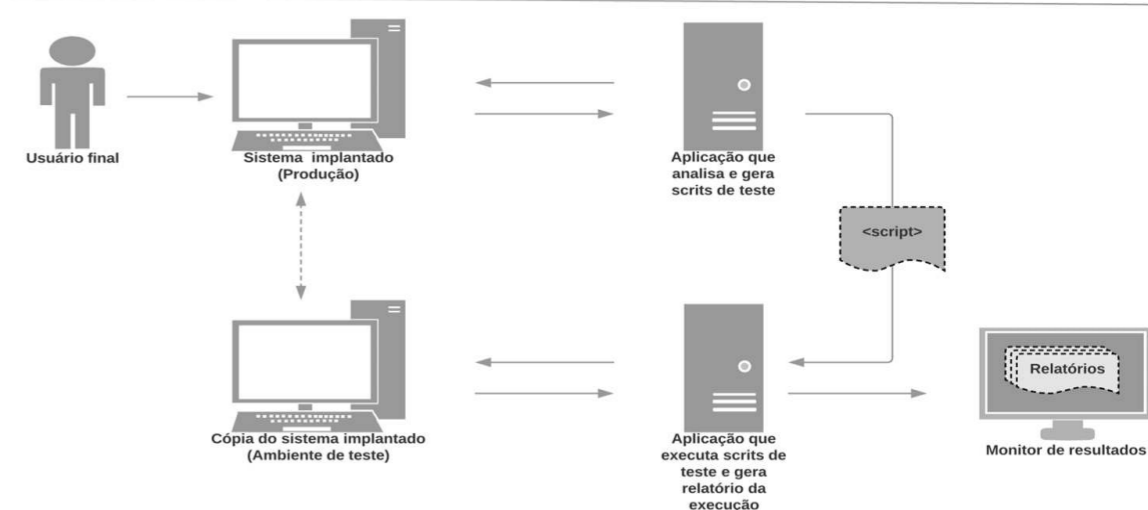 Usuário final
Sistema implantado
(Produção)
Aplicação que
analisa e gera
scrits de teste
<script>
Cópia do sistema implantado
(Ambiente de teste)
Aplicação que
executa scrits de
teste e gera
relatório da
execução
Relatórios
Monitor de resultados